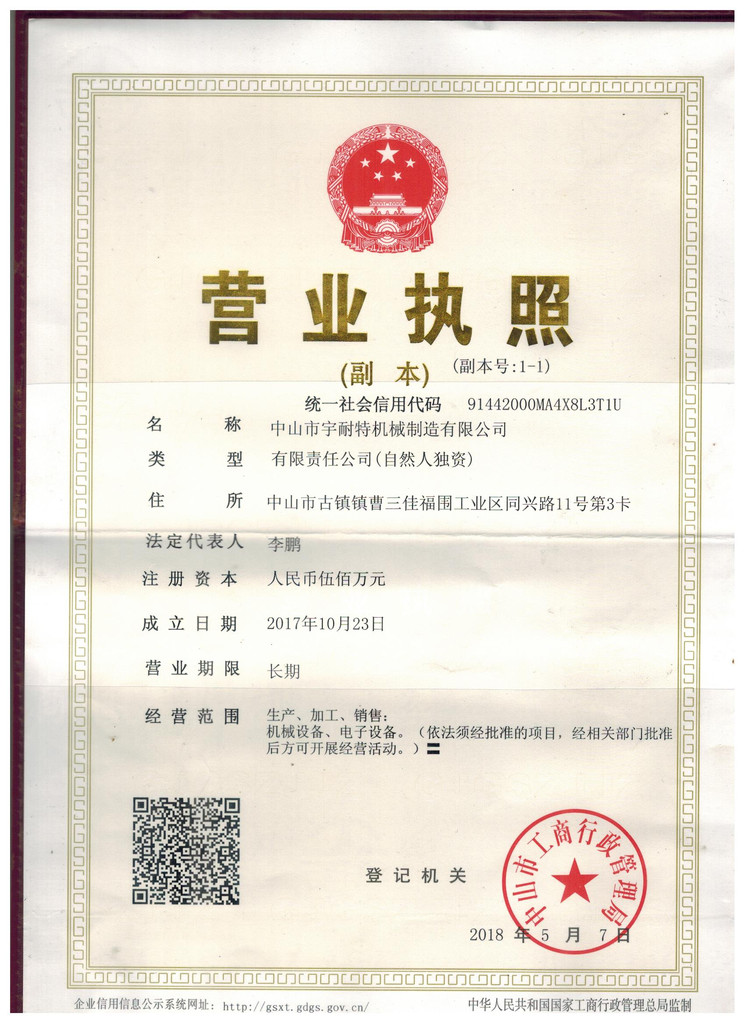 营业执照
(副 本) (副本号:1-1)
统一社会信用代码 91442000MA4X8L3T1U
名 称 中山市宇耐特机械制造有限公司
类 型 有限责任公司(自然人独资)
住 所 中山市古镇镇曹三佳福围工业区同兴路11号第3卡
法定代表人 李鹏
注册资本 人民币伍佰万元
成立日期 2017年10月23日
营业期限 长期
经营范围 生产、加工、销售:
机械设备、电子设备。(依法须经批准的项目,经相关部门批准
后方可开展经营活动。)〓
登记机关
中山市工商行政管理局
2018 年 5 月 7 日
企业信用信息公示系统网址: http://gsxt.gdgs.gov.cn/ 中华人民共和国国家工商行政管理总局监制